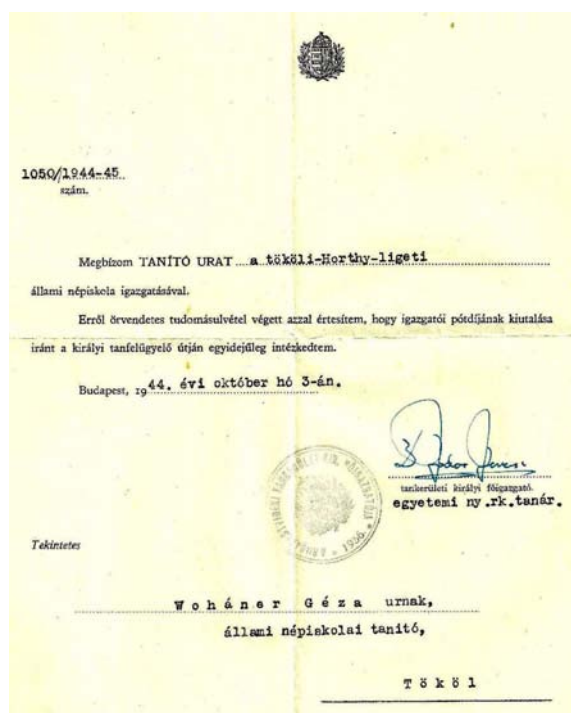 1050/1944-45.
szám.
Megbízom TANÍTÓ URAT a tököli-Horthy-ligeti
állami népiskola igazgatásával.
Erről örvendetes tudomásulvétel végett azzal értesítem, hogy igazgatói pótdíjának kiutalása
iránt a királyi tanfelügyelő útján egyidejűleg intézkedtem.
Budapest, 1944. évi október hó 3-án.
tankerületi királyi főigazgató.
egyetemi ny.rk.tanár.
1936
Tekintetes
Woháner Géza urnak,
állami népiskolai tanító,
Tököl